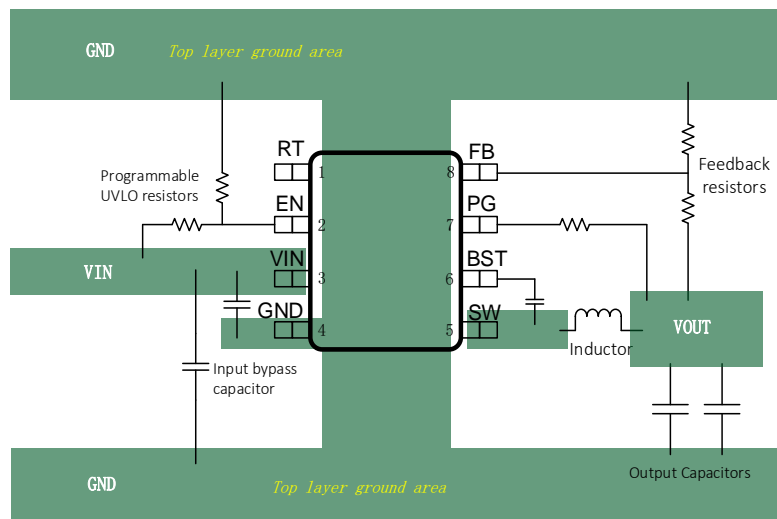 GND Top layer ground area
RT
1
8
FB
Programmable
UVLO resistors
Feedback
resistors
EN
2
7
PG
VIN
VIN
3
6
BST
GND
4
5
SW
VOUT
Inductor
Input bypass
capacitor
Output Capacitors
GND Top layer ground area